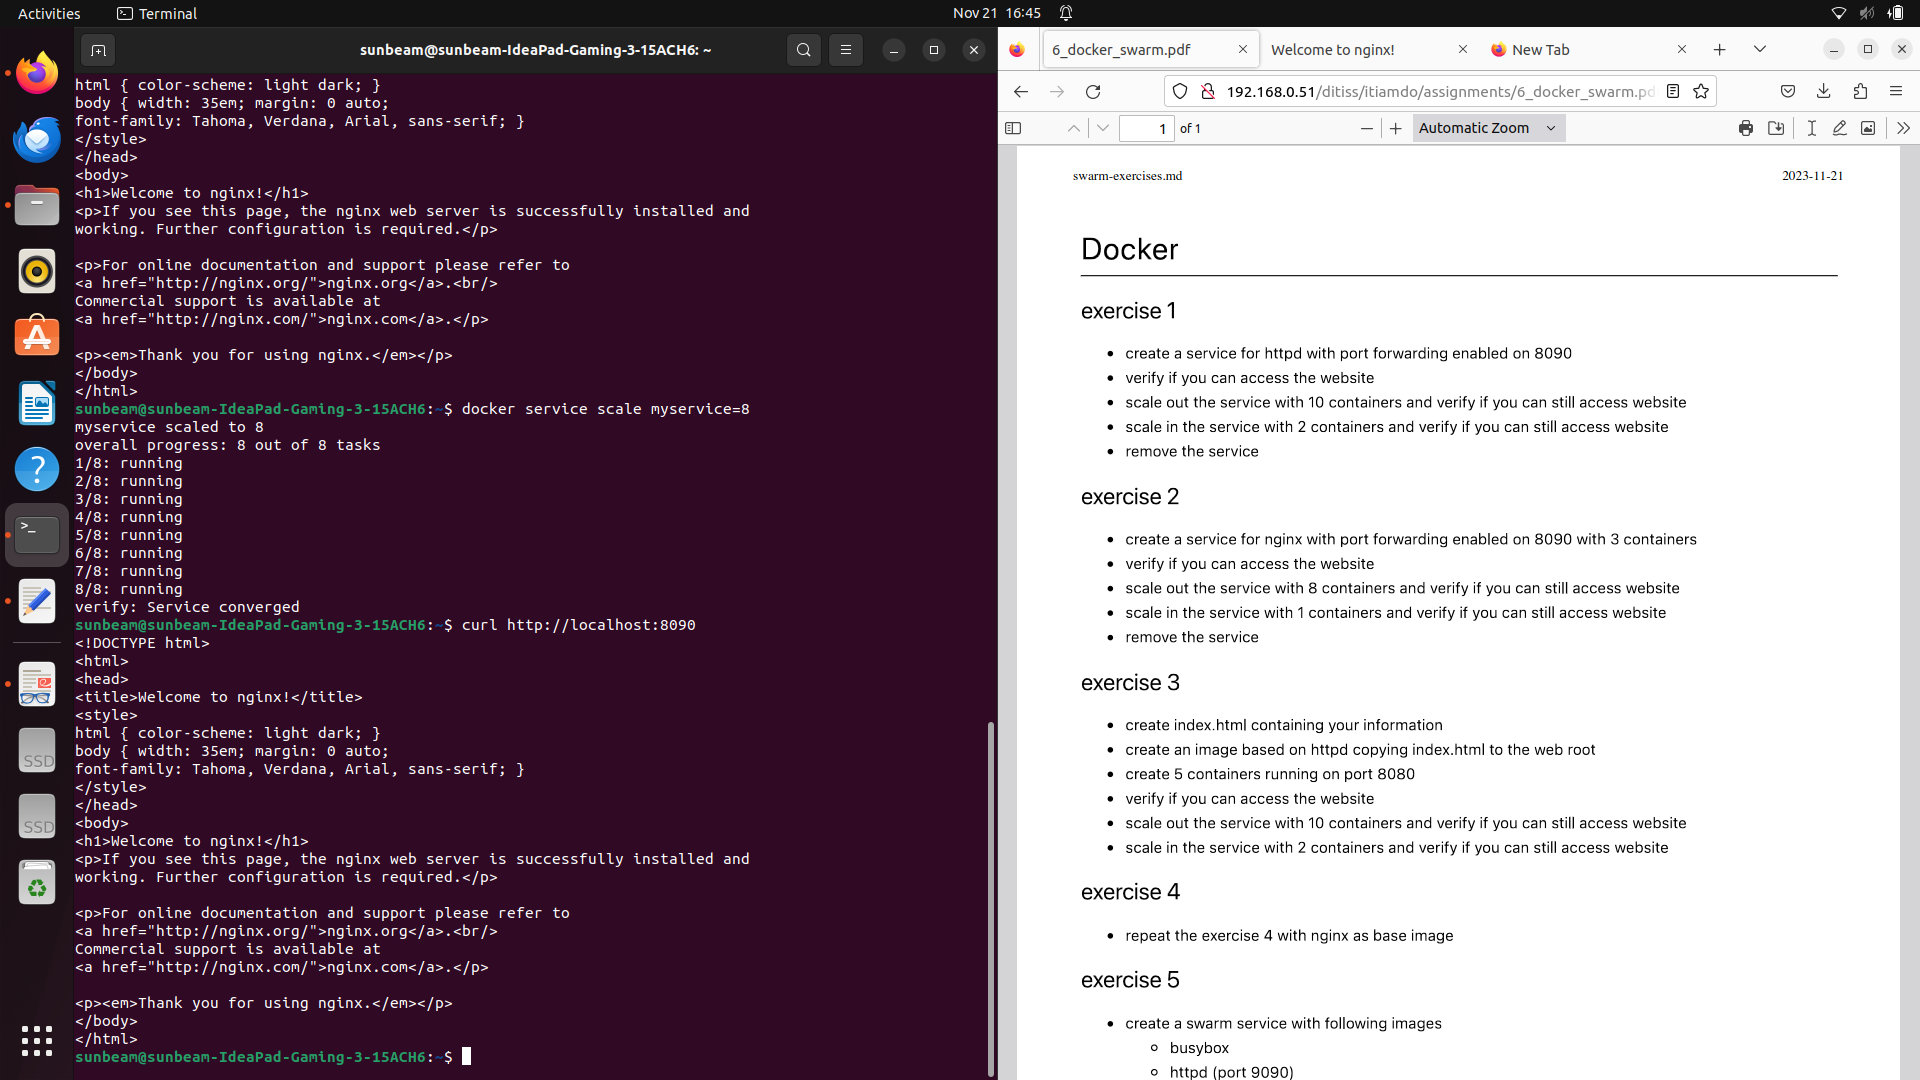 Activities
Terminal
Nov 21 16:45
sunbeam@sunbeam-IdeaPad-Gaming-3-15ACH6: ~
html { color-scheme: light dark; }
body { width: 35em; margin: 0 auto;
font-family: Tahoma, Verdana, Arial, sans-serif; }
</style>
</head>
<body>
<h1>Welcome to nginx!</h1>
<p>If you see this page, the nginx web server is successfully installed and
working. Further configuration is required.</p>
<p>For online documentation and support please refer to
<a href="http://nginx.org/">nginx.org</a>.<br/>
Commercial support is available at
<a href="http://nginx.com/">nginx.com</a>.</p>
<p><em>Thank you for using nginx.</em></p>
</body>
</html>
sunbeam@sunbeam-IdeaPad-Gaming-3-15ACH6:~$ docker service scale myservice=8
myservice scaled to 8
overall progress: 8 out of 8 tasks
1/8: running
2/8: running
3/8: running
4/8: running
5/8: running
6/8: running
7/8: running
8/8: running
verify: Service converged
sunbeam@sunbeam-IdeaPad-Gaming-3-15ACH6:~$ curl http://localhost:8090
<!DOCTYPE html>
<html>
<head>
<title>Welcome to nginx!</title>
<style>
html { color-scheme: light dark; }
body { width: 35em; margin: 0 auto;
font-family: Tahoma, Verdana, Arial, sans-serif; }
</style>
</head>
<body>
<h1>Welcome to nginx!</h1>
<p>If you see this page, the nginx web server is successfully installed and
working. Further configuration is required.</p>
<p>For online documentation and support please refer to
<a href="http://nginx.org/">nginx.org</a>.<br/>
Commercial support is available at
<a href="http://nginx.com/">nginx.com</a>.</p>
<p><em>Thank you for using nginx.</em></p>
</body>
</html>
sunbeam@sunbeam-IdeaPad-Gaming-3-15ACH6:~$
SSD
SSD
6_docker_swarm.pdf
Welcome to nginx!
New Tab
192.168.0.51/ditiss/itiamdo/assignments/6_docker_swarm.pd
1 of 1
Automatic Zoom
swarm-exercises.md
2023-11-21
Docker
exercise 1
• create a service for httpd with port forwarding enabled on 8090
• verify if you can access the website
• scale out the service with 10 containers and verify if you can still access website
• scale in the service with 2 containers and verify if you can still access website
• remove the service
exercise 2
• create a service for nginx with port forwarding enabled on 8090 with 3 containers
• verify if you can access the website
• scale out the service with 8 containers and verify if you can still access website
• scale in the service with 1 containers and verify if you can still access website
• remove the service
exercise 3
• create index.html containing your information
• create an image based on httpd copying index.html to the web root
• create 5 containers running on port 8080
• verify if you can access the website
• scale out the service with 10 containers and verify if you can still access website
• scale in the service with 2 containers and verify if you can still access website
exercise 4
• repeat the exercise 4 with nginx as base image
exercise 5
• create a swarm service with following images
◦ busybox
◦ httpd (port 9090)